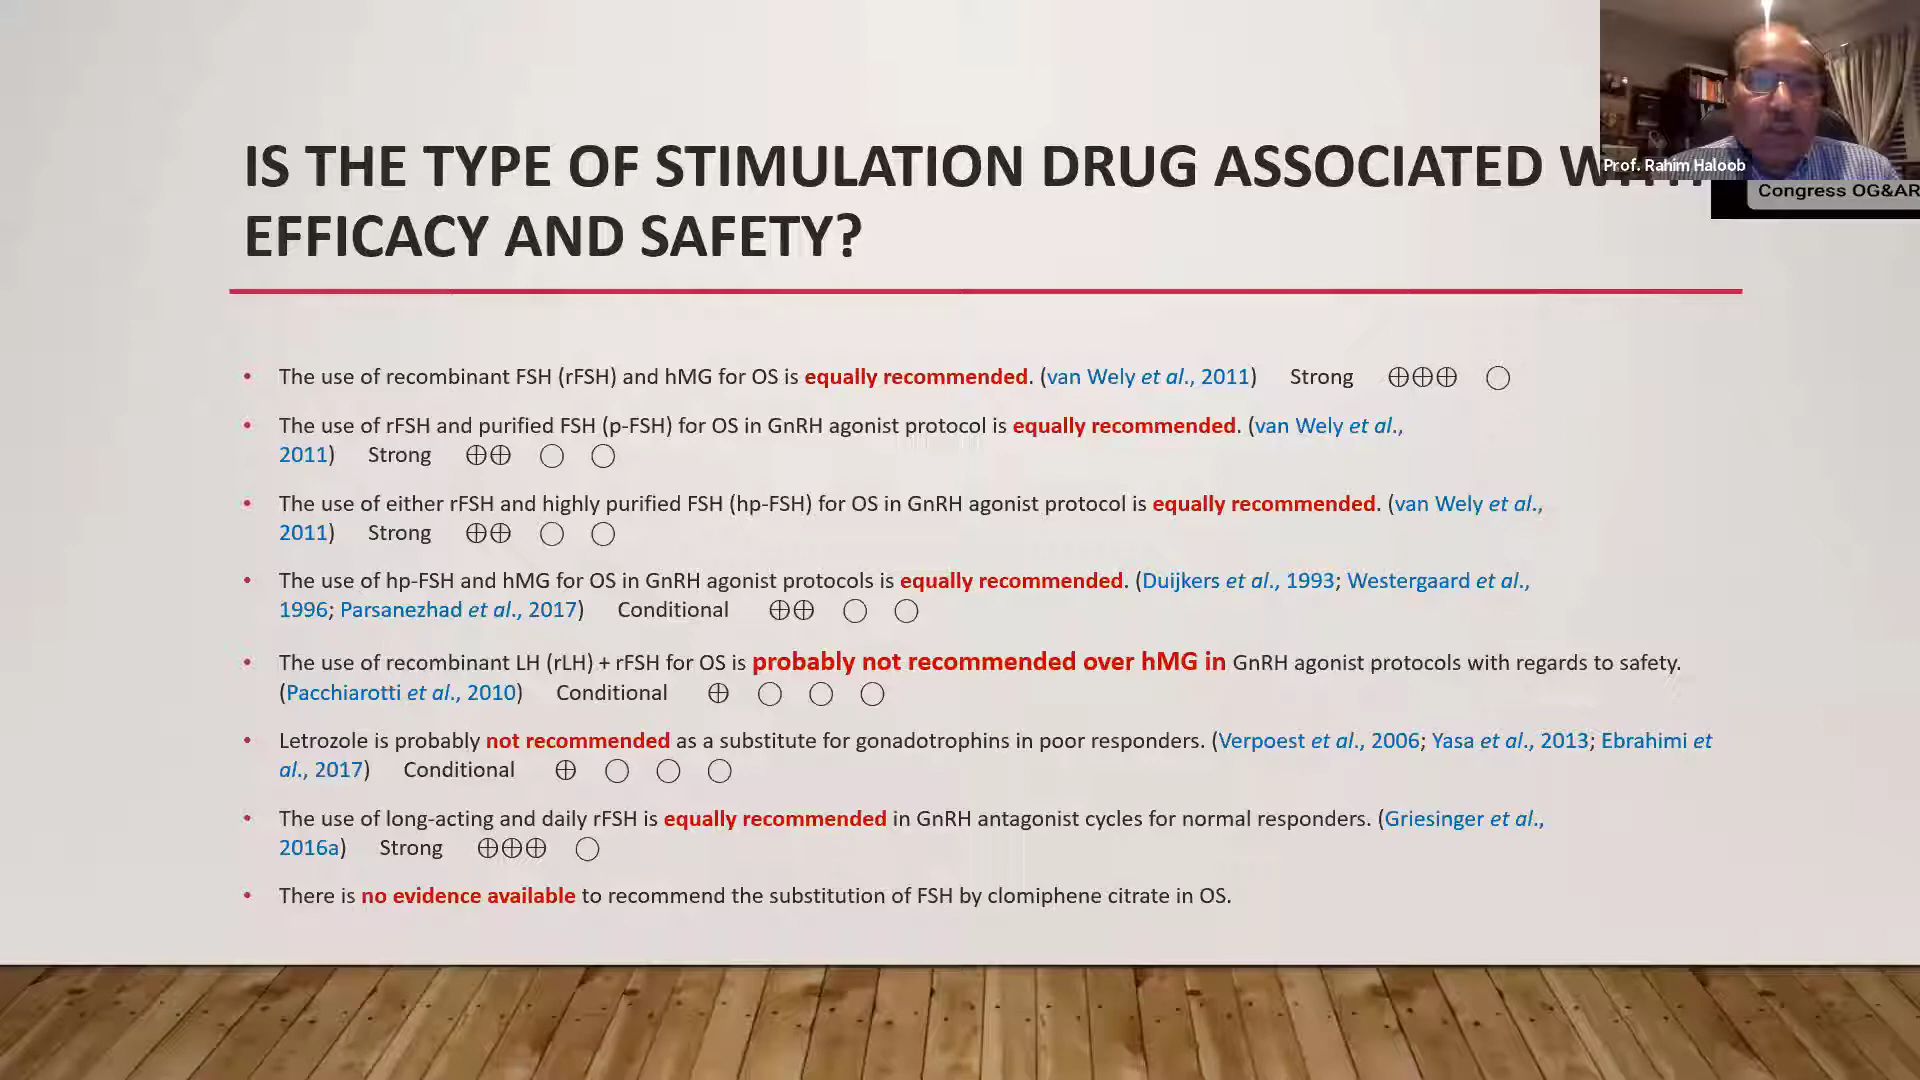 Prof. Rahim Haloob
Congress OG&AR
IS THE TYPE OF STIMULATION DRUG ASSOCIATED
EFFICACY AND SAFETY?
• The use of recombinant FSH (rFSH) and hMG for OS is equally recommended. (van Wely et al., 2011) Strong ⊕⊕⊕ ○
• The use of rFSH and purified FSH (p-FSH) for OS in GnRH agonist protocol is equally recommended. (van Wely et al.,
2011) Strong ⊕⊕ ○ ○
• The use of either rFSH and highly purified FSH (hp-FSH) for OS in GnRH agonist protocol is equally recommended. (van Wely et al.,
2011) Strong ⊕⊕ ○ ○
• The use of hp-FSH and hMG for OS in GnRH agonist protocols is equally recommended. (Duijkers et al., 1993; Westergaard et al.,
1996; Parsanezhad et al., 2017) Conditional ⊕⊕ ○ ○
• The use of recombinant LH (rLH) + rFSH for OS is probably not recommended over hMG in GnRH agonist protocols with regards to safety.
(Pacchiarotti et al., 2010) Conditional ⊕ ○ ○ ○
• Letrozole is probably not recommended as a substitute for gonadotrophins in poor responders. (Verpoest et al., 2006; Yasa et al., 2013; Ebrahimi et
al., 2017) Conditional ⊕ ○ ○ ○
• The use of long-acting and daily rFSH is equally recommended in GnRH antagonist cycles for normal responders. (Griesinger et al.,
2016a) Strong ⊕⊕⊕ ○
• There is no evidence available to recommend the substitution of FSH by clomiphene citrate in OS.